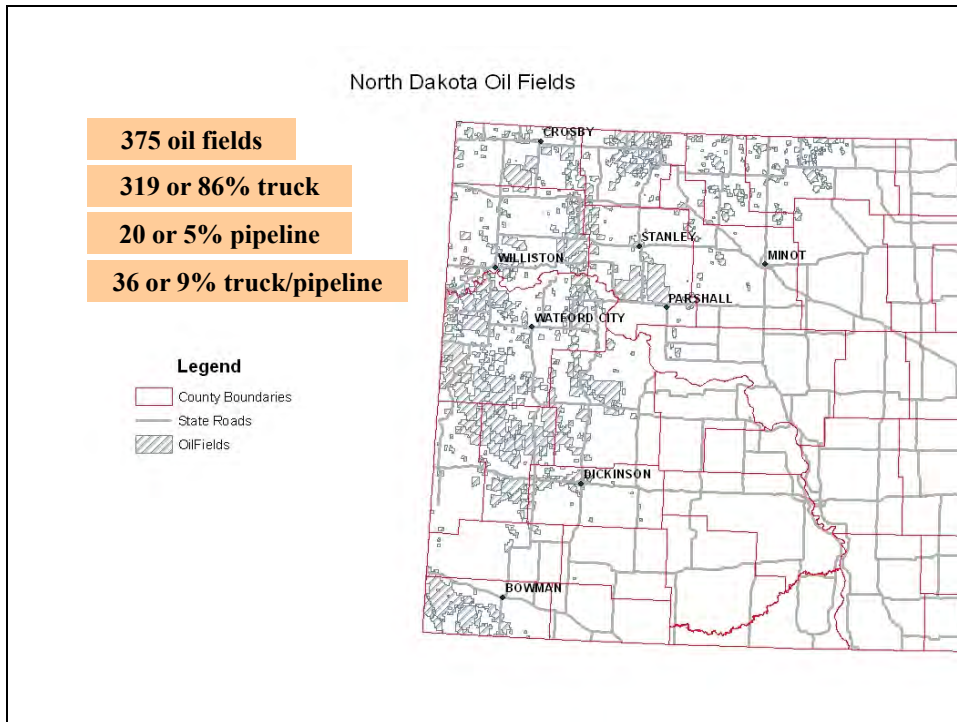 North Dakota Oil Fields
375 oil fields
319 or 86% truck
20 or 5% pipeline
36 or 9% truck/pipeline
Legend
County Boundaries
State Roads
OilFields
CROSBY
STANLEY
MINOT
WILLISTON
PARSHALL
WATFORD CITY
DICKINSON
BOWMAN